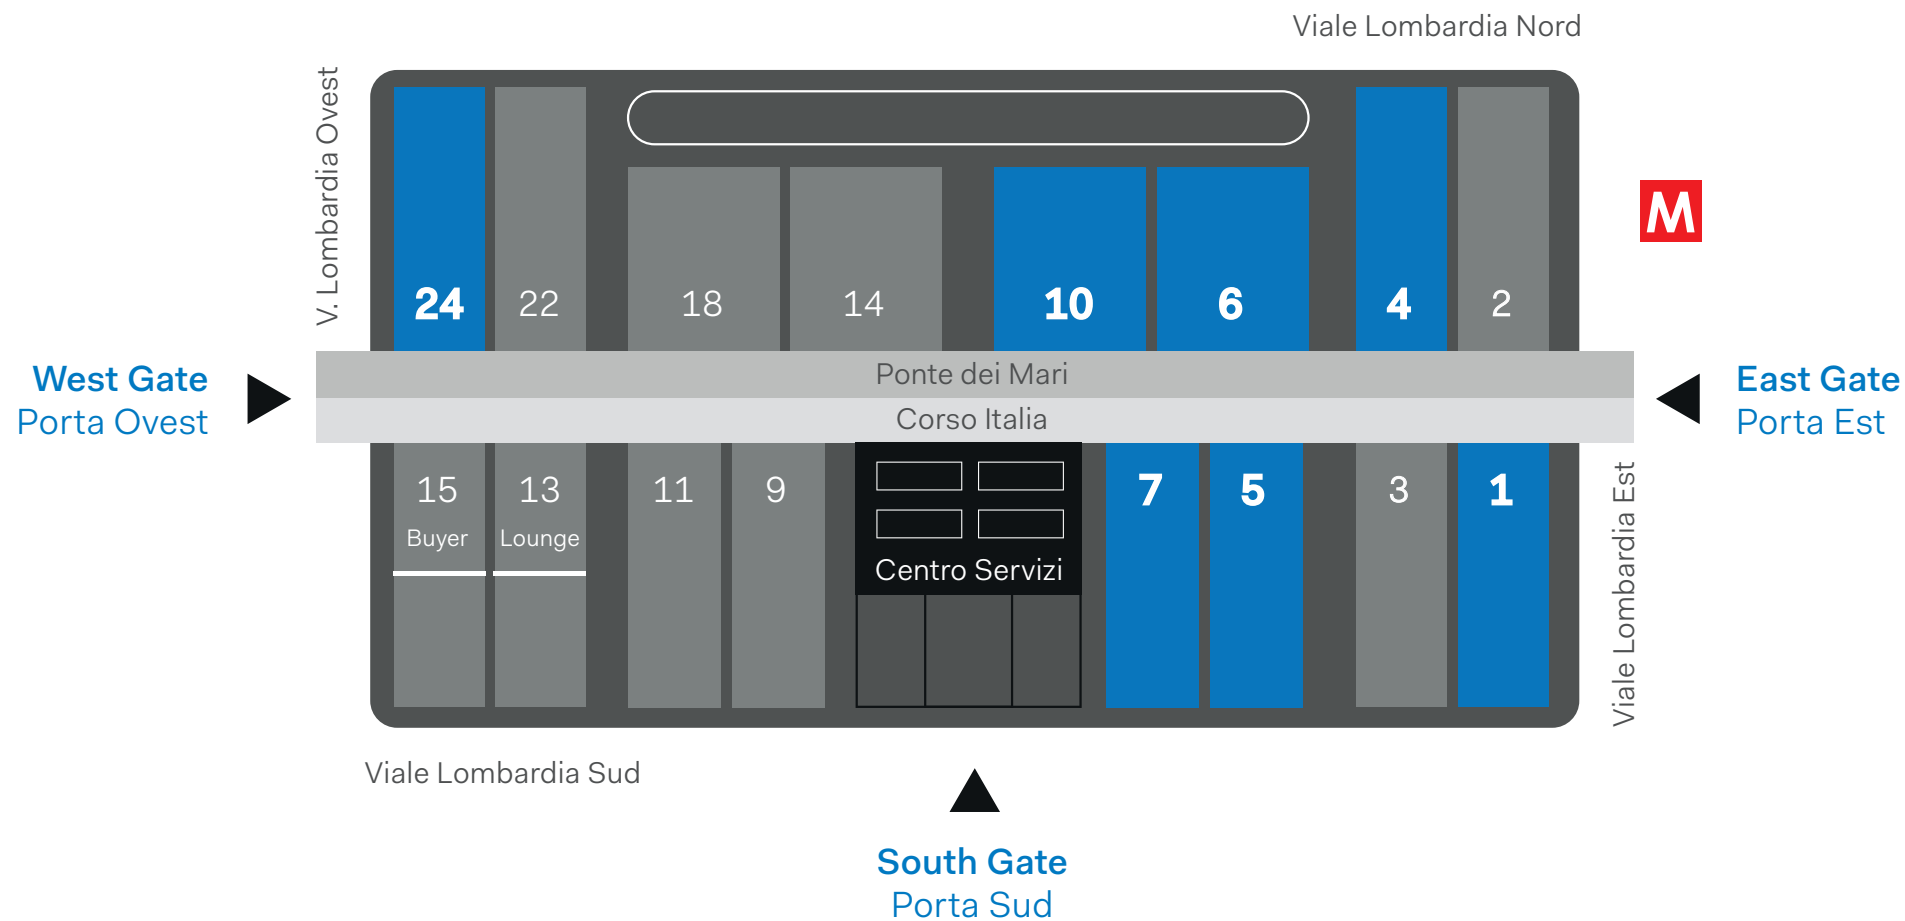 Viale Lombardia Nord
V. Lombardia Ovest
M
24 22 18 14 10 6 4 2
Ponte dei Mari
West Gate
Porta Ovest
East Gate
Porta Est
Corso Italia
15 13 11 9 7 5 3 1
Buyer Lounge
Centro Servizi
Viale Lombardia Est
Viale Lombardia Sud
South Gate
Porta Sud